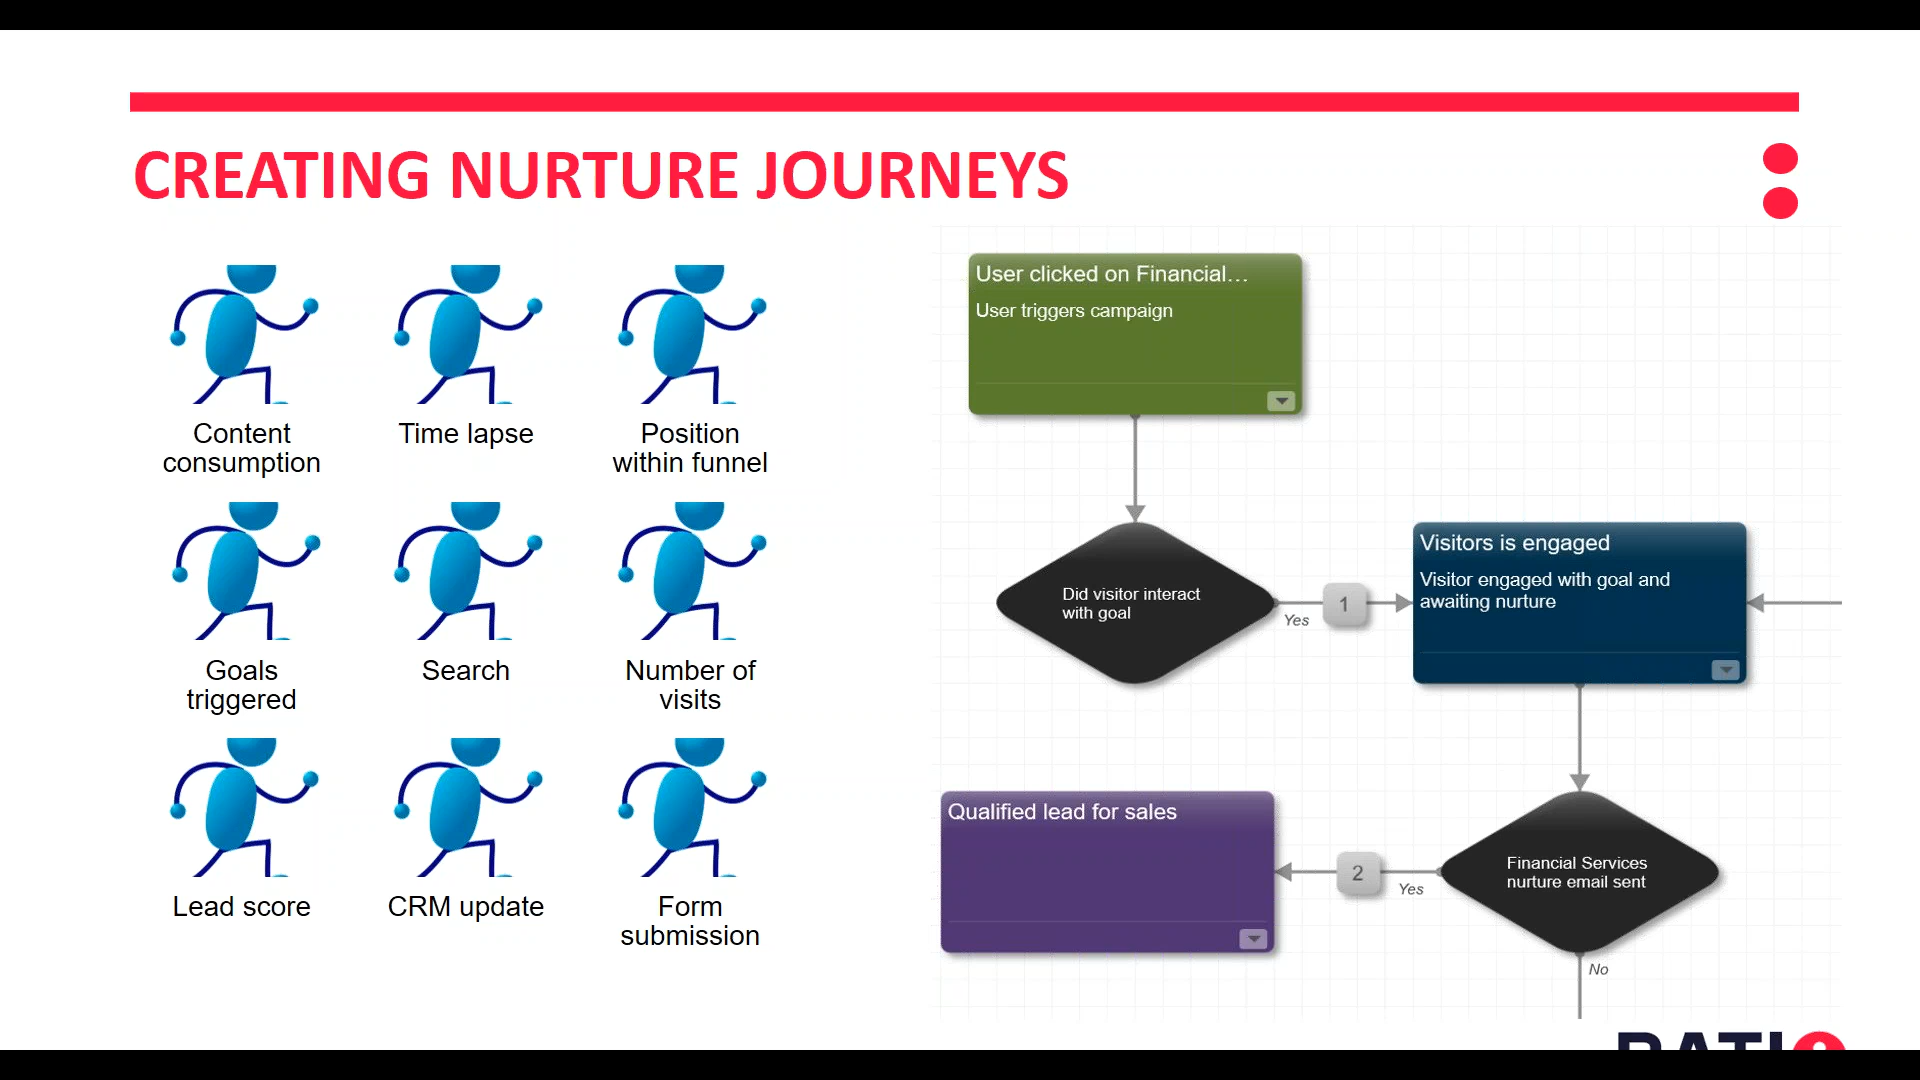 CREATING NURTURE JOURNEYS
Content
consumption
Time lapse
Position
within funnel
Goals
triggered
Search
Number of
visits
Lead score
CRM update
Form
submission
User clicked on Financial...
User triggers campaign
Did visitor interact
with goal
Yes
1
Visitors is engaged
Visitor engaged with goal and
awaiting nurture
Qualified lead for sales
2
Yes
Financial Services
nurture email sent
No